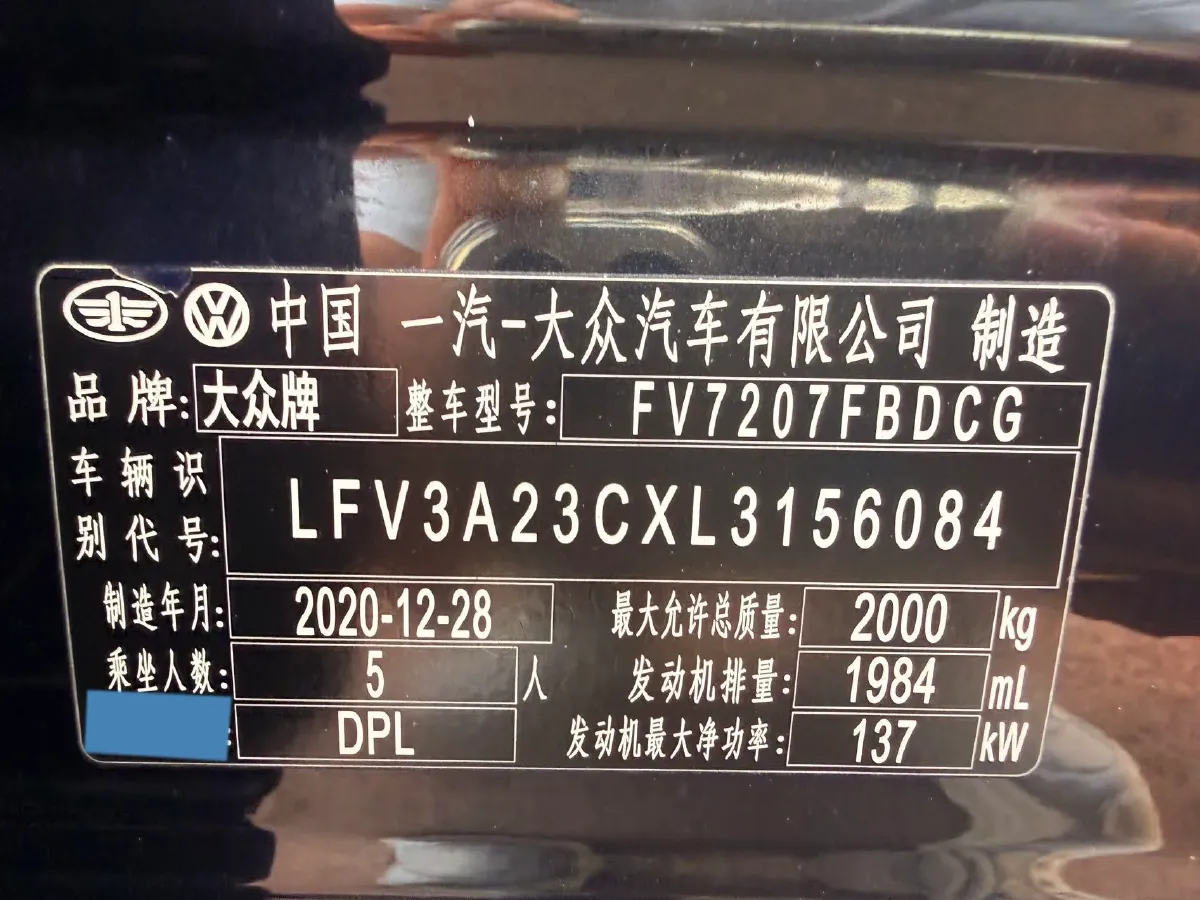 中国 一汽-大众汽车有限公司 制造
品牌: 大众牌 整车型号: FV7207FBDCG
车辆识别代号: LFV3A23CXL3156084
制造年月: 2020-12-28 最大允许总质量: 2000 kg
乘坐人数: 5 人 发动机排量: 1984 mL
: DPL 发动机最大净功率: 137 kW